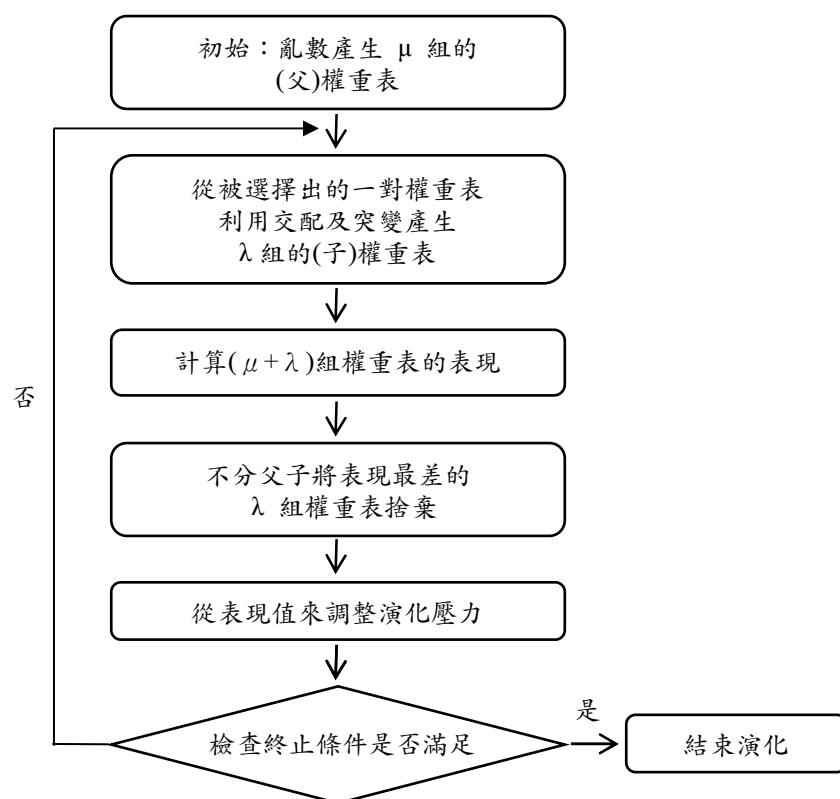 初始：亂數產生 μ 組的
(父)權重表
從被選擇出的一對權重表
利用交配及突變產生
λ 組的(子)權重表
計算(μ+λ)組權重表的表現
否
不分父子將表現最差的
λ 組權重表捨棄
從表現值來調整演化壓力
檢查終止條件是否滿足
是
結束演化